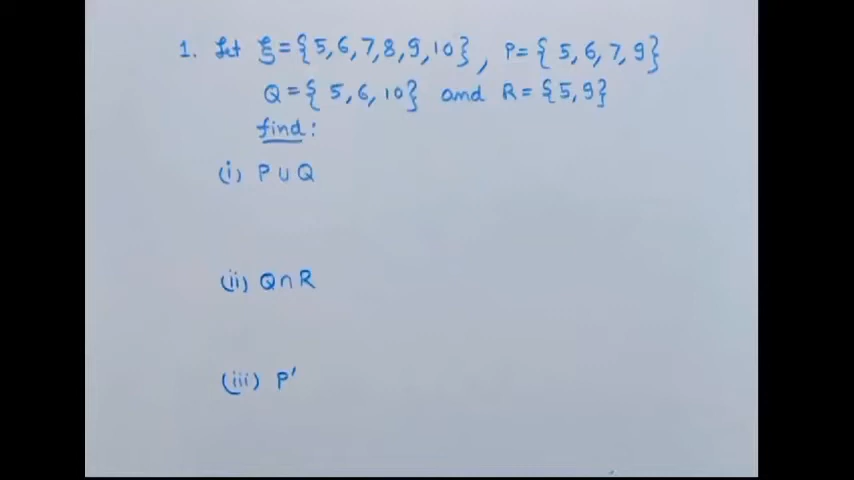 1. Let ξ = {5, 6, 7, 8, 9, 10}, P = {5, 6, 7, 9}
Q = {5, 6, 10} and R = {5, 9}
find:
(i) P ∪ Q
(ii) Q ∩ R
(iii) P'